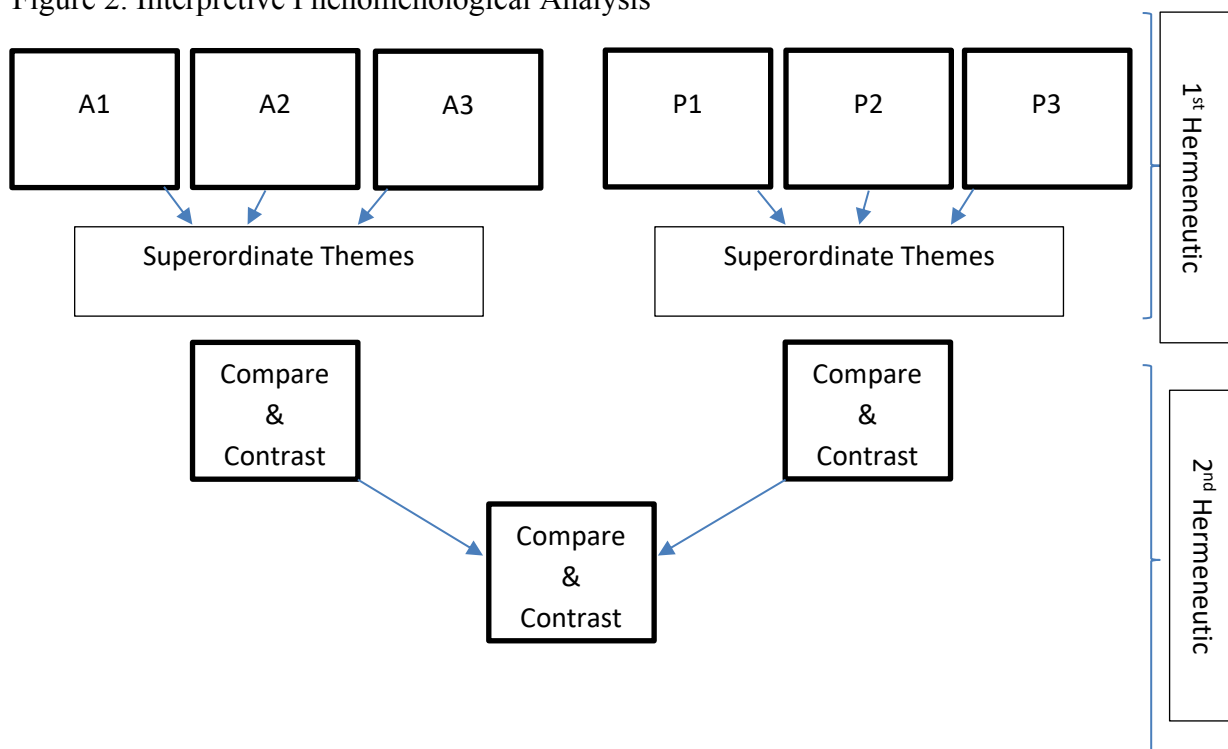 Figure 2. Interpretive Phenomenological Analysis
A1
A2
A3
P1
P2
P3
Superordinate Themes
Superordinate Themes
1st Hermeneutic
Compare
&
Contrast
Compare
&
Contrast
Compare
&
Contrast
2nd Hermeneutic